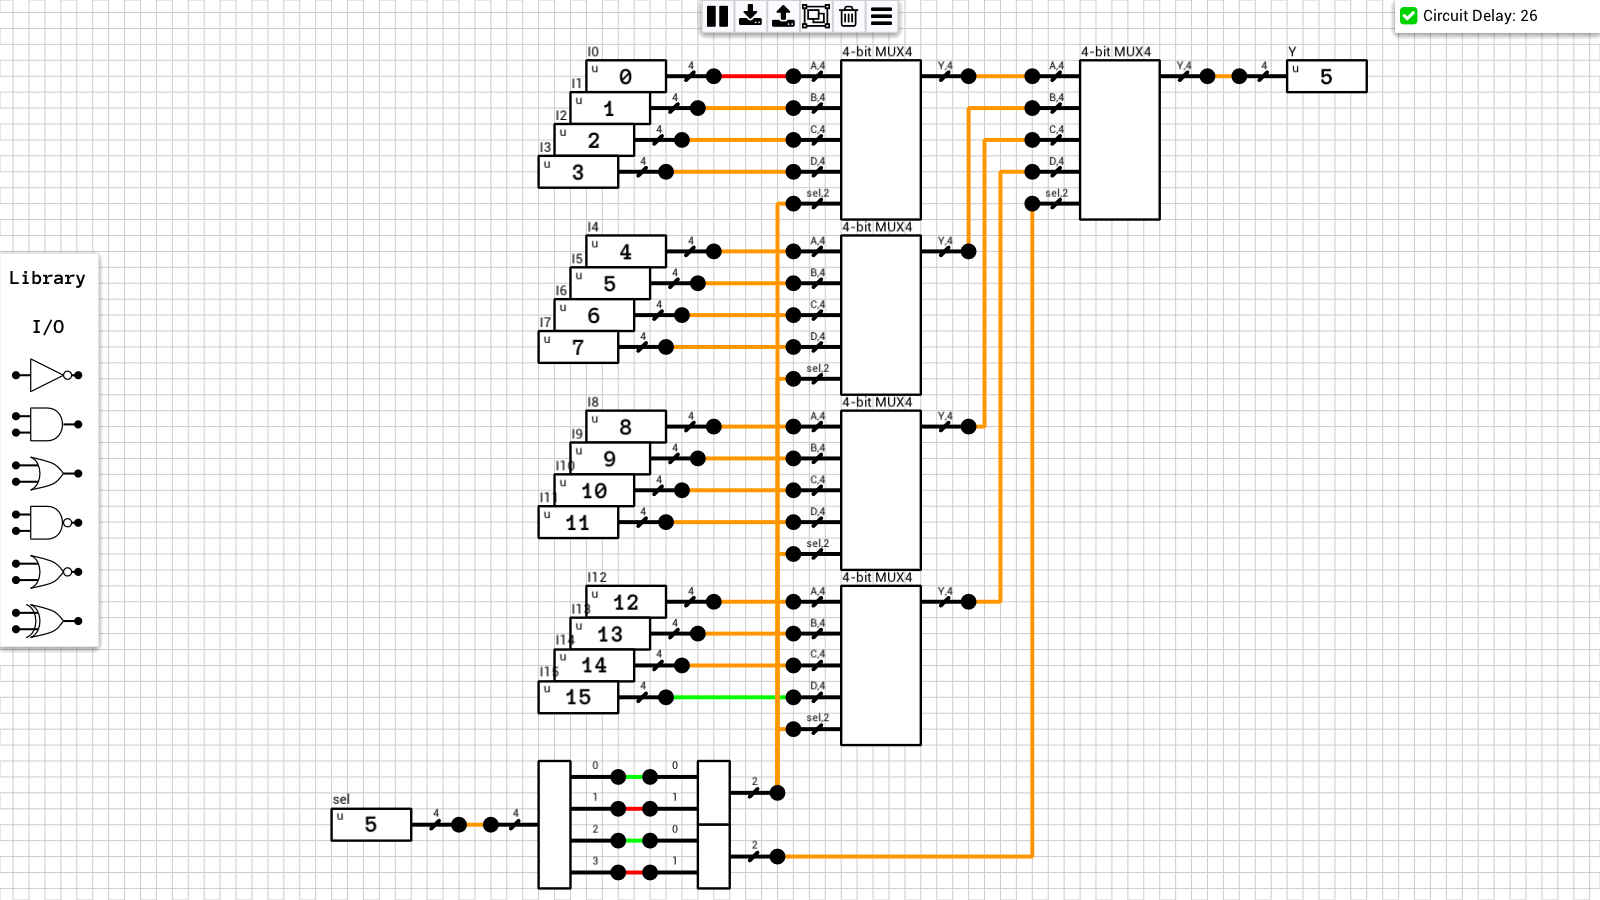 Circuit Delay: 26
4-bit MUX4
4-bit MUX4
I0
u 0 4 A,4 Y,4 A,4 Y,4 4
Y
u 5
I1
u 1 4 B,4 B,4
I2
u 2 4 C,4 C,4
I3
u 3 4 D,4 D,4
sel,2 sel,2
I4
4-bit MUX4
u 4 4 A,4 Y,4
I5
u 5 4 B,4
I6
u 6 4 C,4
I7
u 7 4 D,4
sel,2
I8
4-bit MUX4
u 8 4 A,4 Y,4
I9
u 9 4 B,4
I10
u 10 4 C,4
I11
u 11 4 D,4
sel,2
I12
4-bit MUX4
u 12 4 A,4 Y,4
I13
u 13 4 B,4
I14
u 14 4 C,4
I15
u 15 4 D,4
sel,2
Library
I/O
sel
u 5 4 4
0 0
1 1
2 0
3 1
2
2